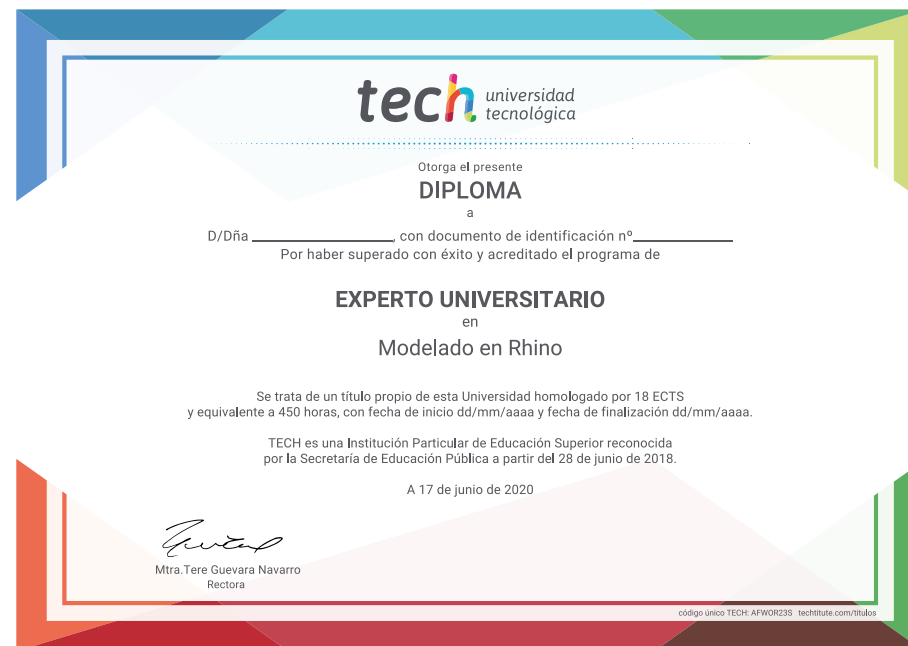 tech universidad
tecnológica
Otorga el presente
DIPLOMA
a
D/Dña ____________________, con documento de identificación nº______________
Por haber superado con éxito y acreditado el programa de
EXPERTO UNIVERSITARIO
en
Modelado en Rhino
Se trata de un título propio de esta Universidad homologado por 18 ECTS
y equivalente a 450 horas, con fecha de inicio dd/mm/aaaa y fecha de finalización dd/mm/aaaa.
TECH es una Institución Particular de Educación Superior reconocida
por la Secretaría de Educación Pública a partir del 28 de junio de 2018.
A 17 de junio de 2020
Mtra.Tere Guevara Navarro
Rectora
código único TECH: AFWOR23S techtitute.com/titulos